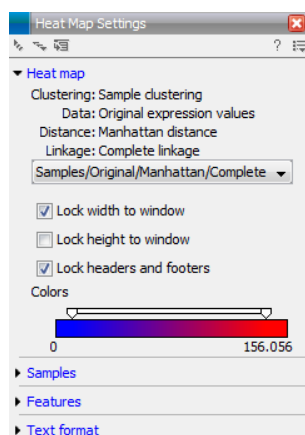 Heat Map Settings
?
Heat map
Clustering: Sample clustering
Data: Original expression values
Distance: Manhattan distance
Linkage: Complete linkage
Samples/Original/Manhattan/Complete
Lock width to window
Lock height to window
Lock headers and footers
Colors
0 156.056
Samples
Features
Text format